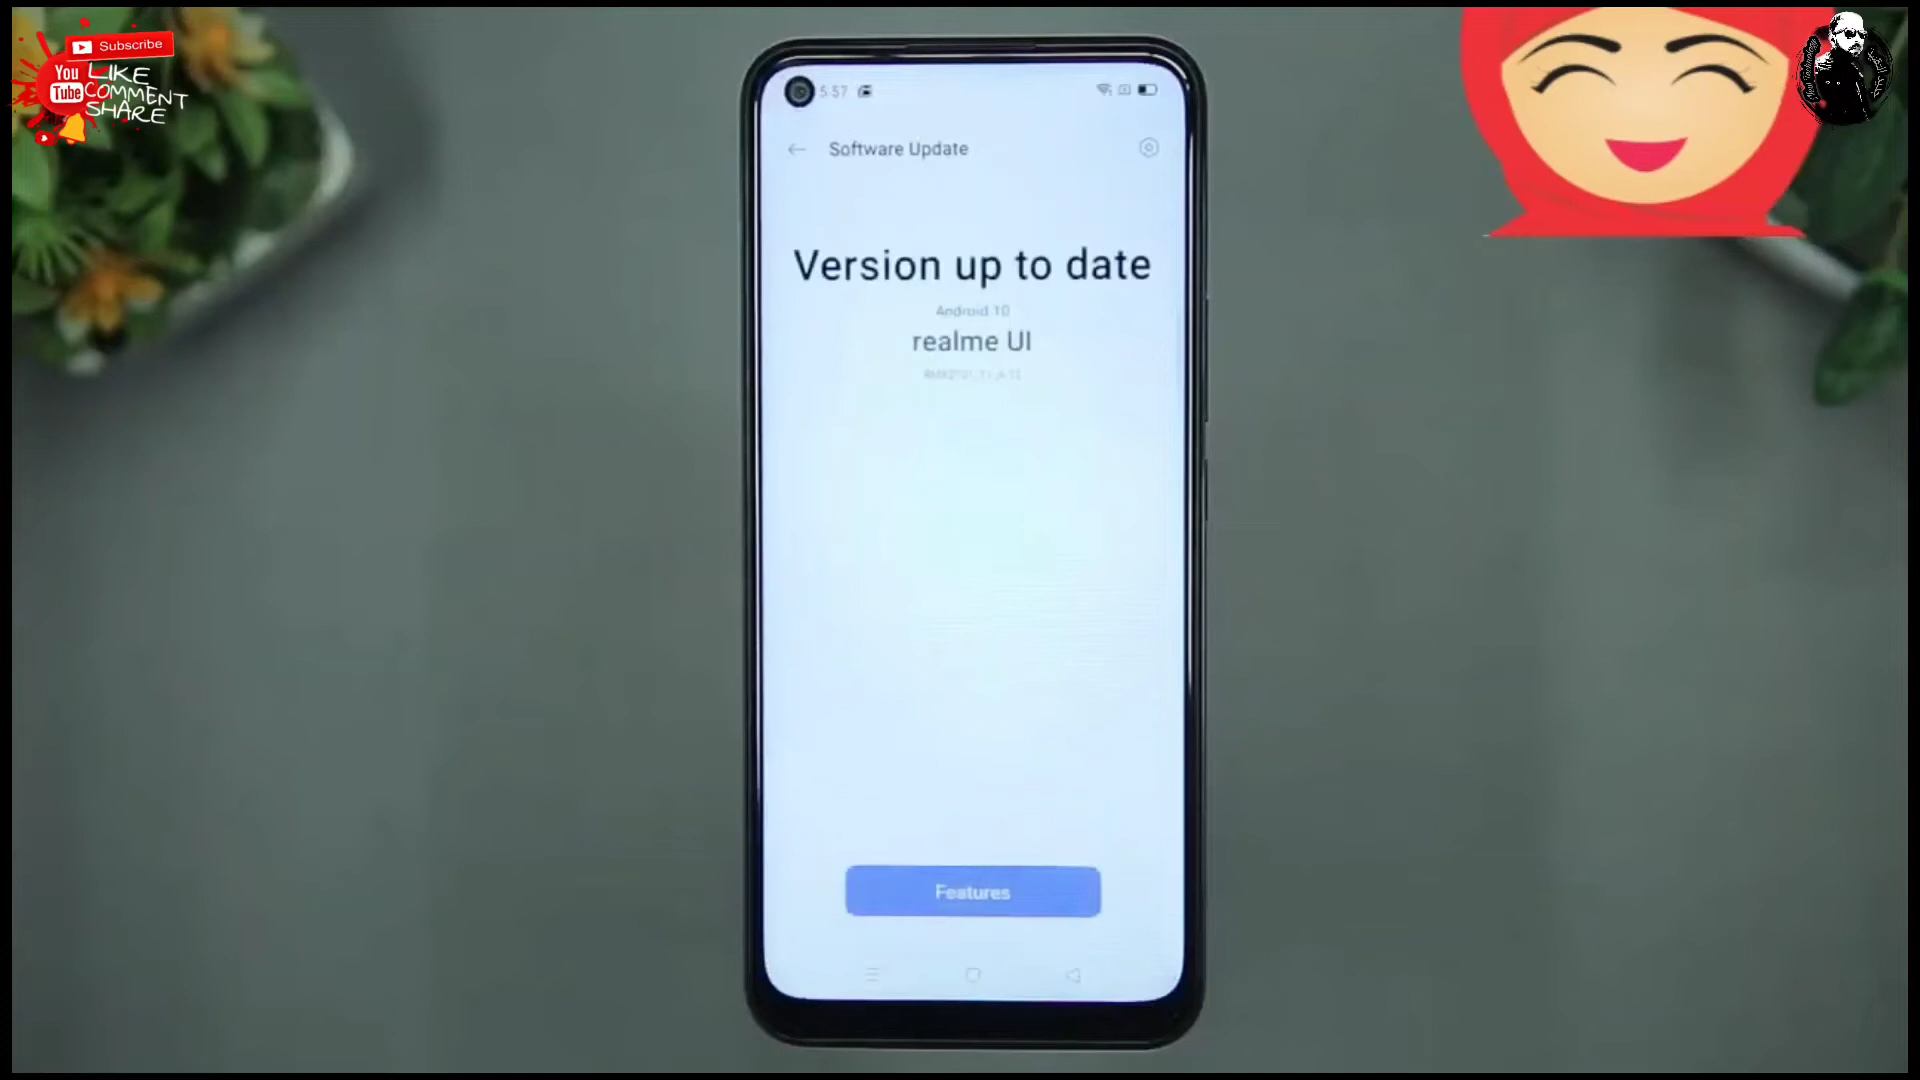 Subscribe
You
Tube
LIKE
COMMENT
SHARE
5:57
Software Update
Version up to date
Android 10
realme UI
Features